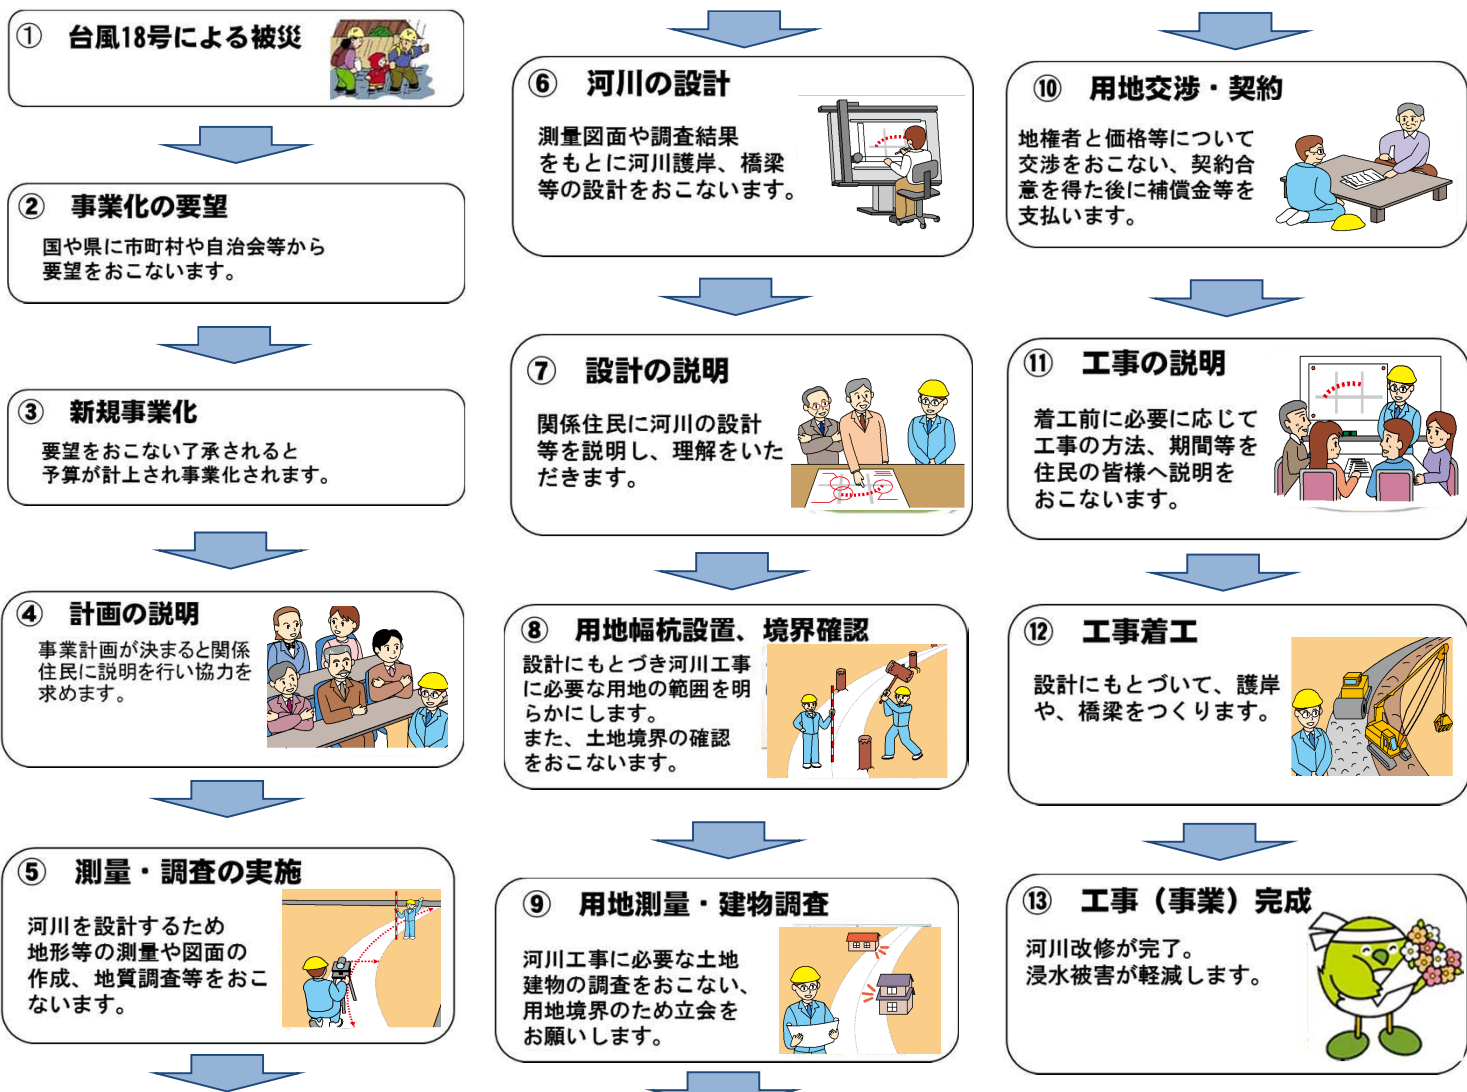 ① 台風18号による被災
② 事業化の要望
国や県に市町村や自治会等から
要望をおこないます。
③ 新規事業化
要望をおこない了承されると
予算が計上され事業化されます。
④ 計画の説明
事業計画が決まると関係
住民に説明を行い協力を
求めます。
⑤ 測量・調査の実施
河川を設計するため
地形等の測量や図面の
作成、地質調査等をおこ
ないます。
⑥ 河川の設計
測量図面や調査結果
をもとに河川護岸、橋梁
等の設計をおこないます。
⑦ 設計の説明
関係住民に河川の設計
等を説明し、理解をいた
だきます。
⑧ 用地幅杭設置、境界確認
設計にもとづき河川工事
に必要な用地の範囲を明
らかにします。
また、土地境界の確認
をおこないます。
⑨ 用地測量・建物調査
河川工事に必要な土地
建物の調査をおこない、
用地境界のため立会を
お願いします。
⑩ 用地交渉・契約
地権者と価格等について
交渉をおこない、契約合
意を得た後に補償金等を
支払います。
⑪ 工事の説明
着工前に必要に応じて
工事の方法、期間等を
住民の皆様へ説明を
おこないます。
⑫ 工事着工
設計にもとづいて、護岸
や、橋梁をつくります。
⑬ 工事（事業）完成
河川改修が完了。
浸水被害が軽減します。